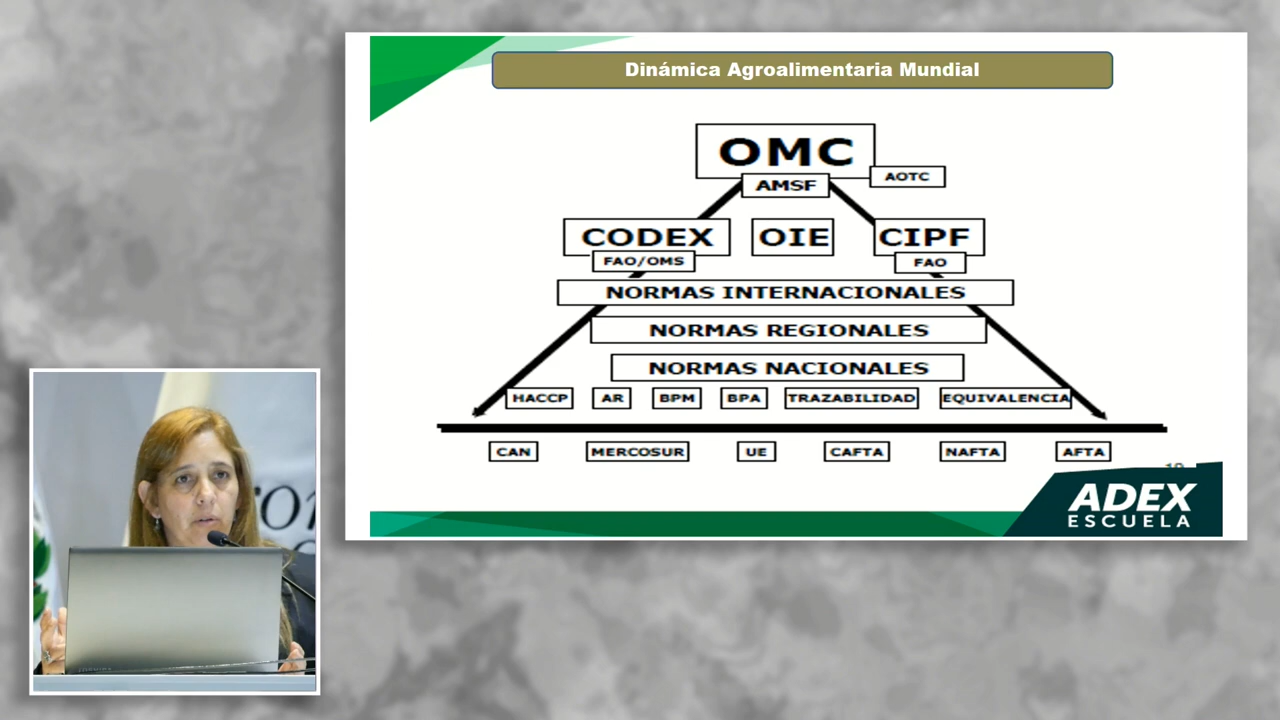 Dinámica Agroalimentaria Mundial
OMC
AMSF
AOTC
CODEX
OIE
CIPF
FAO/OMS
FAO
NORMAS INTERNACIONALES
NORMAS REGIONALES
NORMAS NACIONALES
HACCP AR BPM BPA TRAZABILIDAD EQUIVALENCIA
CAN MERCOSUR UE CAFTA NAFTA AFTA
ADEX
ESCUELA